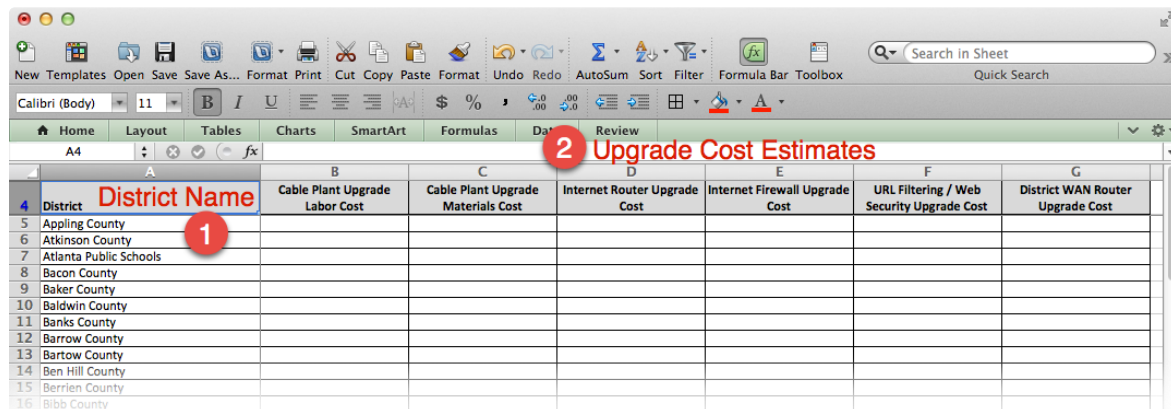 New Templates Open Save Save As... Format Print Cut Copy Paste Format Undo Redo AutoSum Sort Filter Formula Bar Toolbox
Search in Sheet
Quick Search
Calibri (Body) 11 B I U $ % ,
Home Layout Tables Charts SmartArt Formulas Review
A4 fx
2 Upgrade Cost Estimates
A B C D E F G
4 District
District Name
Cable Plant Upgrade
Labor Cost
Cable Plant Upgrade
Materials Cost
Internet Router Upgrade
Cost
Internet Firewall Upgrade
Cost
URL Filtering / Web
Security Upgrade Cost
District WAN Router
Upgrade Cost
1
5 Appling County
6 Atkinson County
7 Atlanta Public Schools
8 Bacon County
9 Baker County
10 Baldwin County
11 Banks County
12 Barrow County
13 Bartow County
14 Ben Hill County
15 Berrien County
16 Bibb County